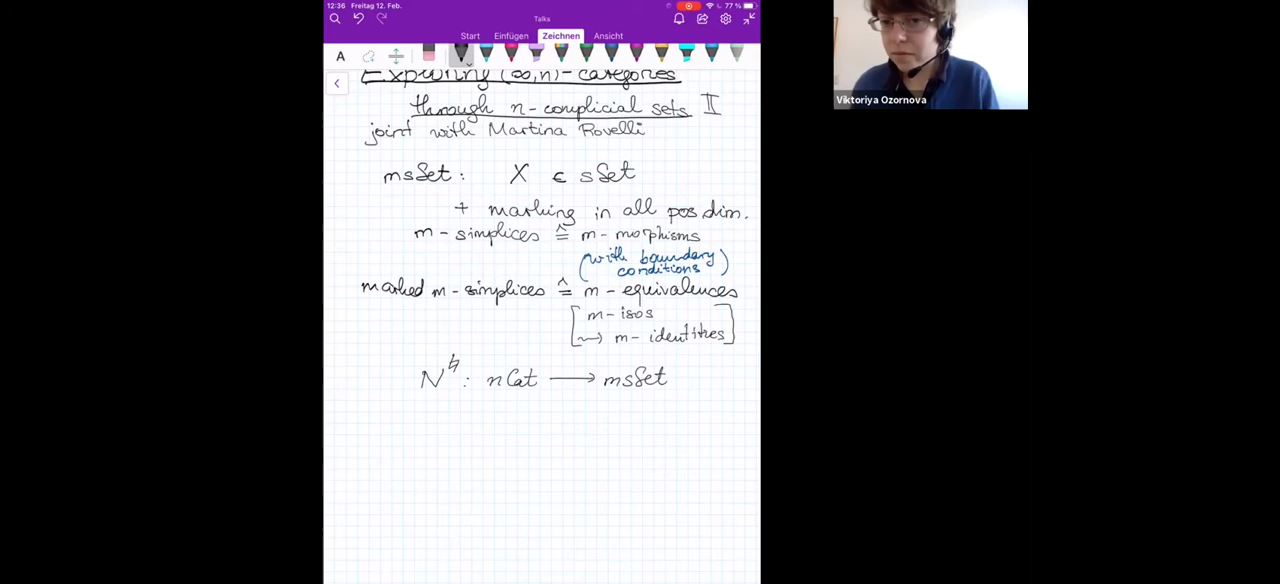 12:36 Freitag 12. Feb.
77 %
Talks
Start Einfügen Zeichnen Ansicht
A
Viktoriya Ozornova
(∞,n)-categories
through n-complicial sets II
joint with Martina Rovelli
msSet: X ∈ sSet
+ marking in all pos dim.
m-simplices ≙ m-morphisms
(with boundary conditions)
marked m-simplices ≙ m-equivalences
[m-isos
⇝ m-identities]
N^♮: nCat ⟶ msSet